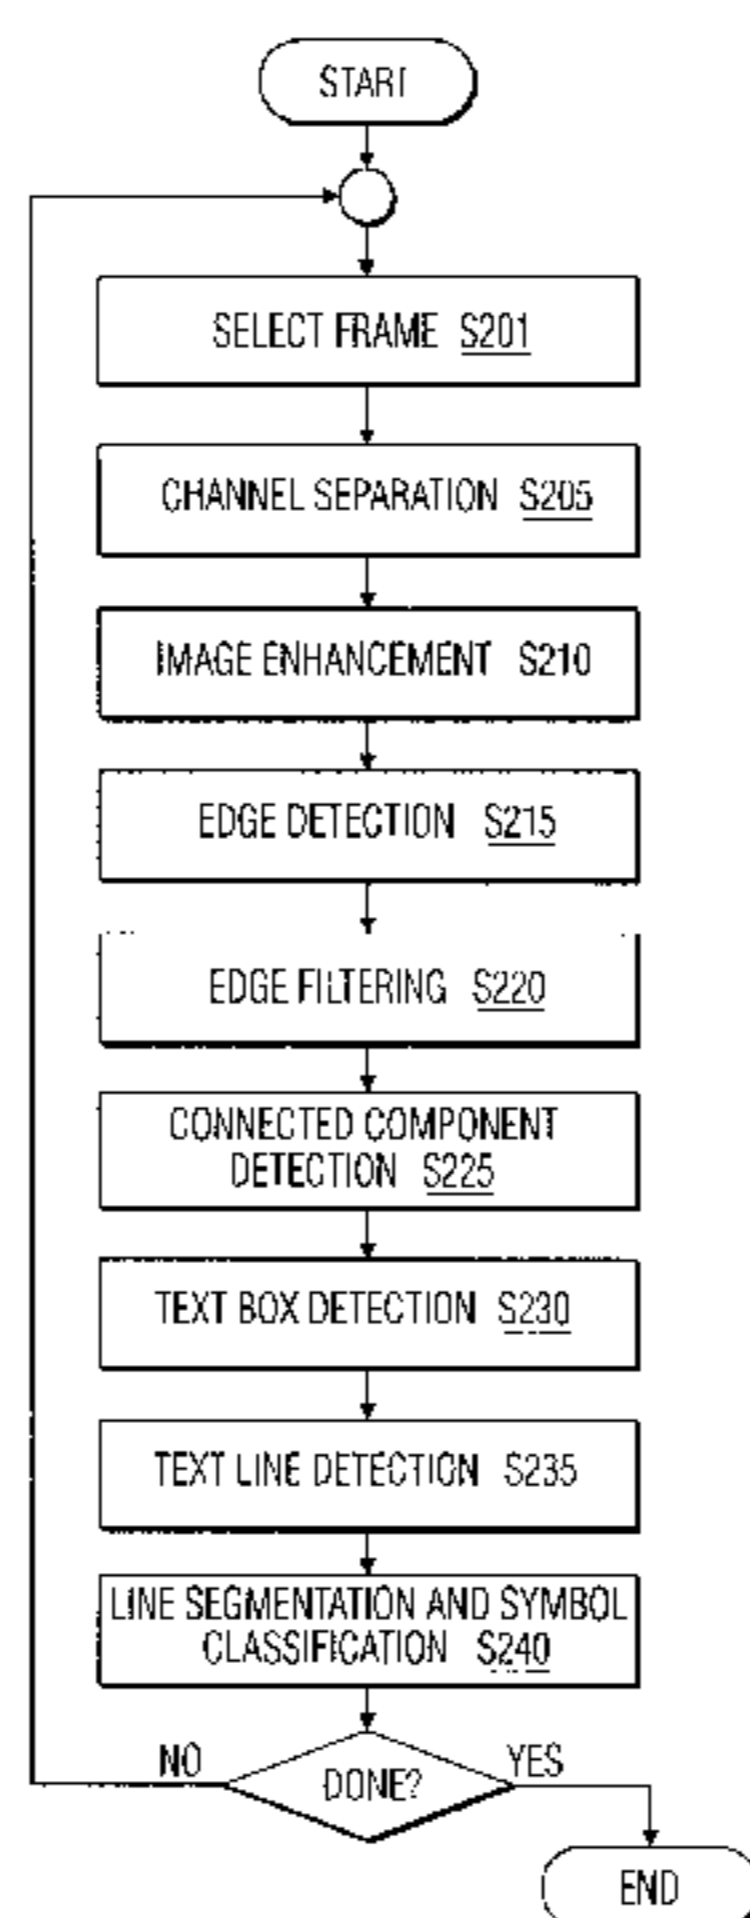 START
SELECT FRAME S201
CHANNEL SEPARATION S205
IMAGE ENHANCEMENT S210
EDGE DETECTION S215
EDGE FILTERING S220
CONNECTED COMPONENT
DETECTION S225
TEXT BOX DETECTION S230
TEXT LINE DETECTION S235
LINE SEGMENTATION AND SYMBOL
CLASSIFICATION S240
NO
DONE?
YES
END